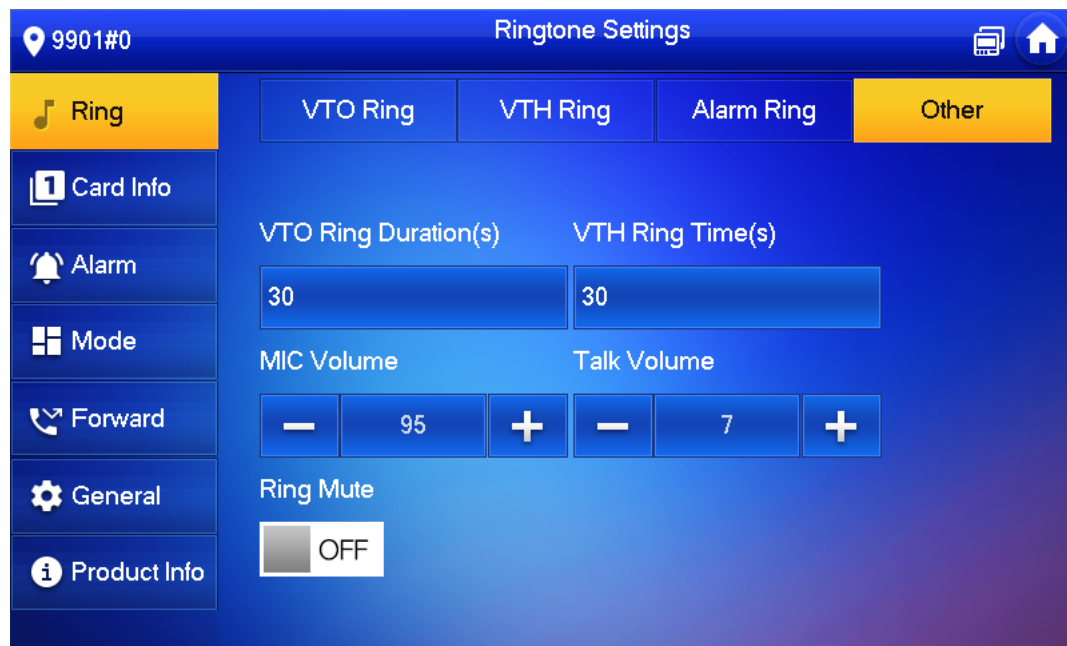 9901#0
Ringtone Settings
Ring
VTO Ring
VTH Ring
Alarm Ring
Other
1 Card Info
Alarm
Mode
Forward
General
Product Info
VTO Ring Duration(s)
VTH Ring Time(s)
30
30
MIC Volume
Talk Volume
95
7
Ring Mute
OFF